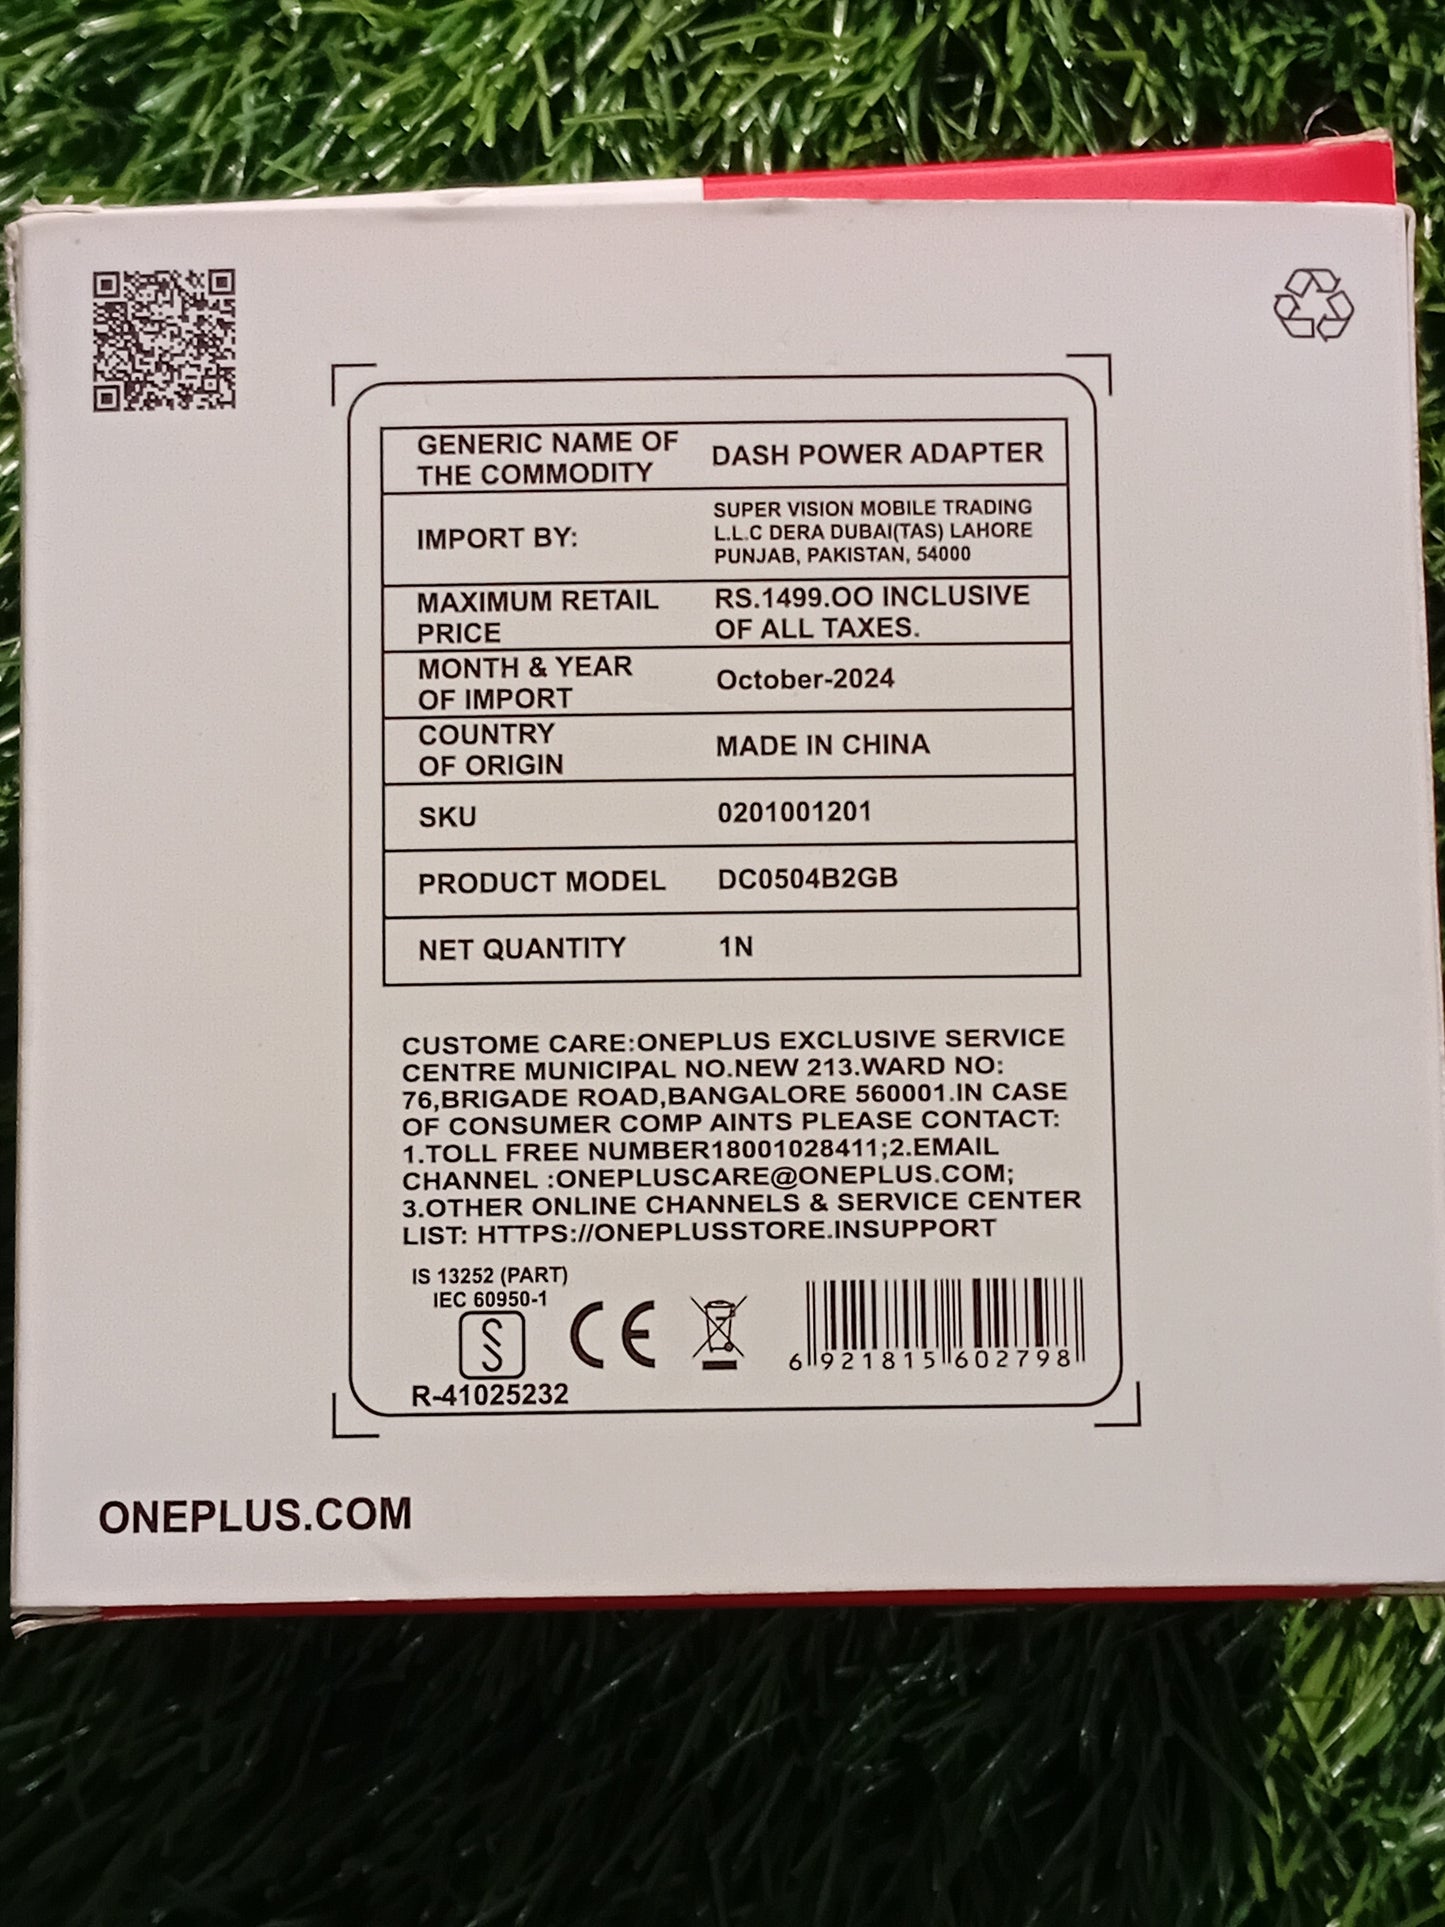 GENERIC NAME OF
THE COMMODITY
DASH POWER ADAPTER
IMPORT BY:
SUPER VISION MOBILE TRADING
L.L.C DERA DUBAI(TAS) LAHORE
PUNJAB, PAKISTAN, 54000
MAXIMUM RETAIL
PRICE
RS.1499.OO INCLUSIVE
OF ALL TAXES.
MONTH & YEAR
OF IMPORT
October-2024
COUNTRY
OF ORIGIN
MADE IN CHINA
SKU
0201001201
PRODUCT MODEL
DC0504B2GB
NET QUANTITY
1N
CUSTOME CARE:ONEPLUS EXCLUSIVE SERVICE
CENTRE MUNICIPAL NO.NEW 213.WARD NO:
76,BRIGADE ROAD,BANGALORE 560001.IN CASE
OF CONSUMER COMP AINTS PLEASE CONTACT:
1.TOLL FREE NUMBER18001028411;2.EMAIL
CHANNEL :ONEPLUSCARE@ONEPLUS.COM;
3.OTHER ONLINE CHANNELS & SERVICE CENTER
LIST: HTTPS://ONEPLUSSTORE.INSUPPORT
IS 13252 (PART)
IEC 60950-1
CE
R-41025232
6 921815 602798
ONEPLUS.COM